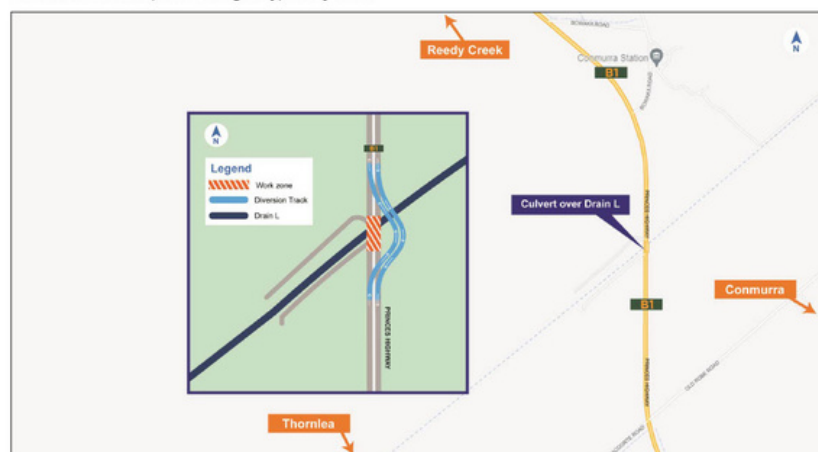 Reedy Creek
BOWAKA ROAD
N
Conmurra Station
B1
N
B1
Legend
Work zone
Diversion Track
Drain L
PRINCES HIGHWAY
Culvert over Drain L
PRINCES HIGHWAY
B1
Conmurra
PRINCES HIGHWAY
OLD ROBE ROAD
Thornlea